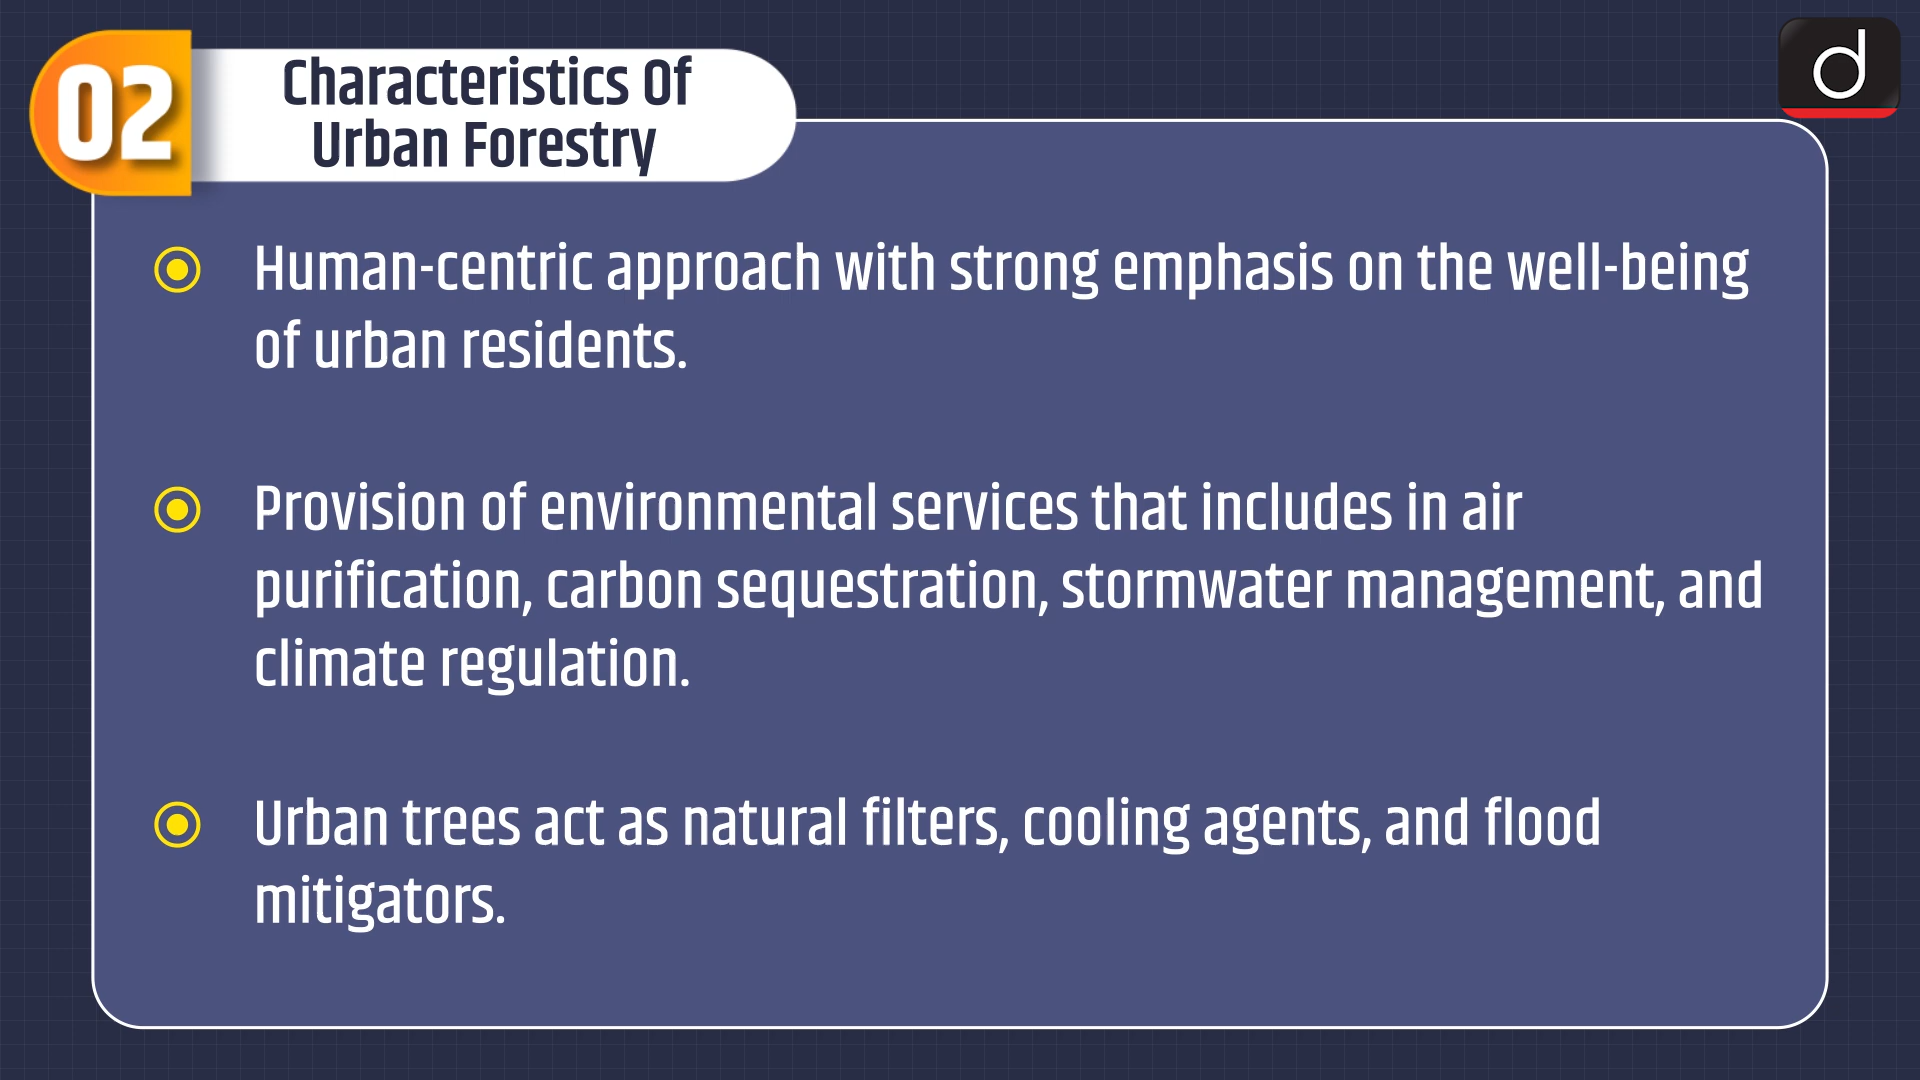 02
Characteristics Of
Urban Forestry
d
Human-centric approach with strong emphasis on the well-being
of urban residents.
Provision of environmental services that includes in air
purification, carbon sequestration, stormwater management, and
climate regulation.
Urban trees act as natural filters, cooling agents, and flood
mitigators.